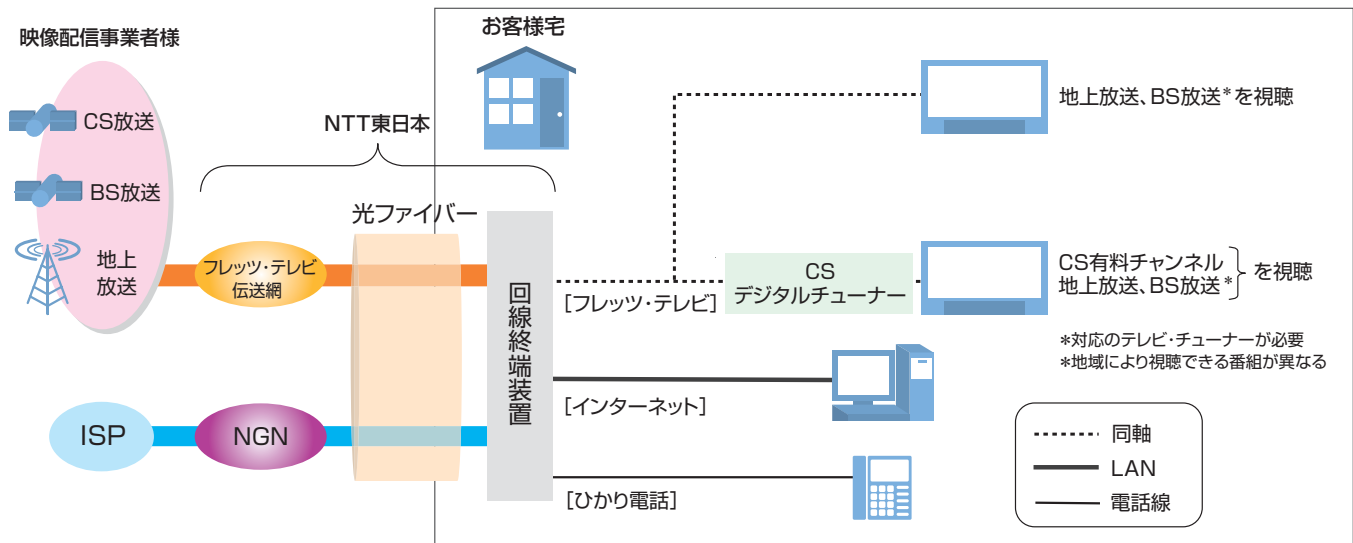 映像配信事業者様
CS放送
BS放送
地上
放送
NTT東日本
フレッツ・テレビ
伝送網
光ファイバー
ISP
NGN
回線終端装置
お客様宅
地上放送、BS放送*を視聴
[フレッツ・テレビ]
CS
デジタルチューナー
CS有料チャンネル
地上放送、BS放送*
を視聴
*対応のテレビ・チューナーが必要
*地域により視聴できる番組が異なる
[インターネット]
[ひかり電話]
同軸
LAN
電話線